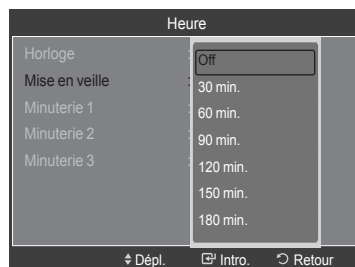 Heure
Horloge :
Mise en veille :
Minuterie 1 :
Minuterie 2 :
Minuterie 3 :
Off
30 min.
60 min.
90 min.
120 min.
150 min.
180 min.
Dépl. Intro. Retour